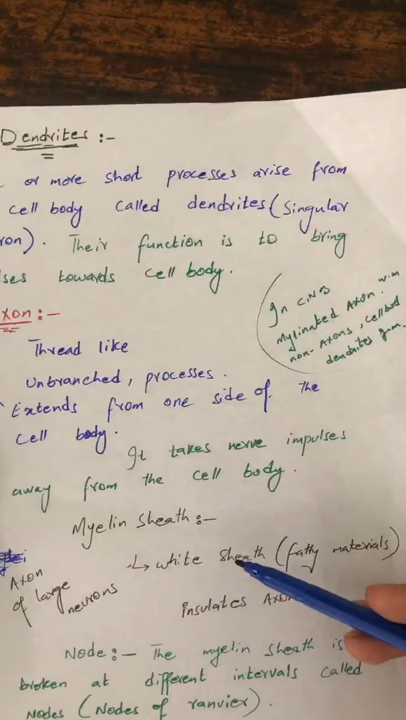 Dendrites :-
or more short processes arise from
cell body called dendrites (Singular
ron). Their function is to bring
ses towards cell body.
xon :-
In CNS
mylinated Axon w.m
non-Axons, cellbod
dendrites g.m.
Thread like
Unbranched, processes.
Extends from one side of the
cell body.
It takes nerve impulses
away from the cell body.
Myelin Sheath :-
↳ white sheath (fatty materials)
Axon
of large
neurons
insulates Axon
Node :- The myelin sheath is
broken at different intervals called
Nodes (Nodes of ranvier).